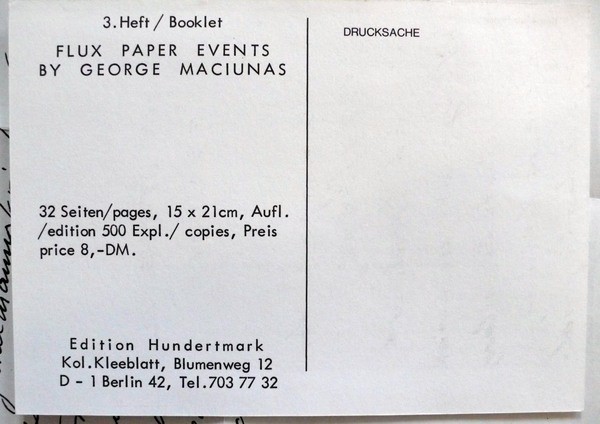 3. Heft / Booklet
FLUX PAPER EVENTS
BY GEORGE MACIUNAS
32 Seiten/pages, 15 x 21cm, Aufl.
/edition 500 Expl./ copies, Preis
price 8,-DM.
Edition Hundertmark
Kol.Kleeblatt, Blumenweg 12
D - 1 Berlin 42, Tel. 703 77 32
DRUCKSACHE